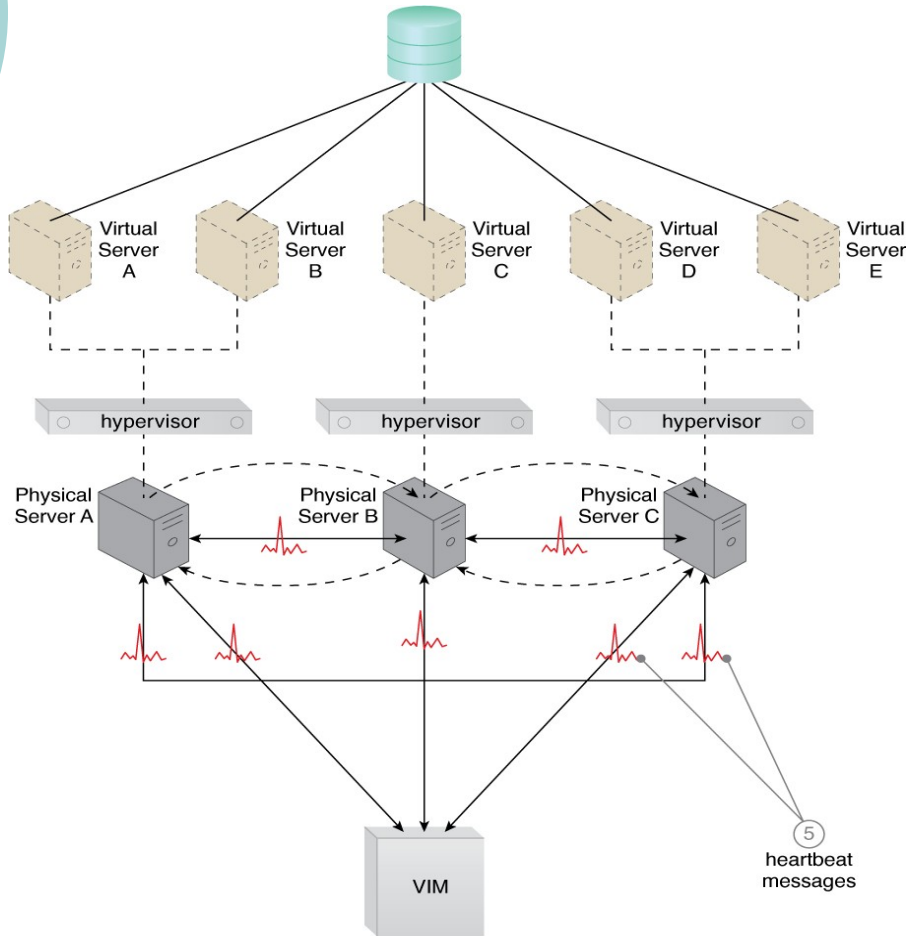 Virtual
Server
A
Virtual
Server
B
Virtual
Server
C
Virtual
Server
D
Virtual
Server
E
hypervisor
hypervisor
hypervisor
Physical
Server A
Physical
Server B
Physical
Server C
5
heartbeat
messages
VIM